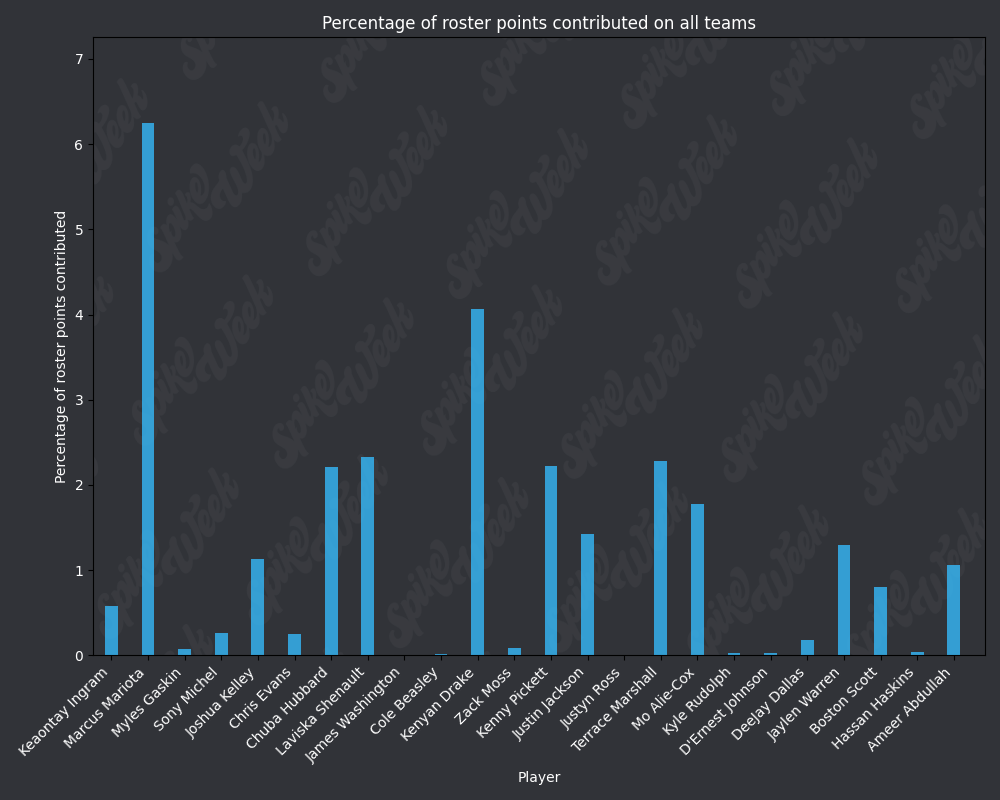 Percentage of roster points contributed on all teams
Percentage of roster points contributed
7
6
5
4
3
2
1
0
Keaontay Ingram
Marcus Mariota
Myles Gaskin
Sony Michel
Joshua Kelley
Chris Evans
Chuba Hubbard
Laviska Shenault
James Washington
Cole Beasley
Kenyan Drake
Zack Moss
Kenny Pickett
Justin Jackson
Justyn Ross
Terrace Marshall
Mo Alie-Cox
Kyle Rudolph
D'Ernest Johnson
DeeJay Dallas
Jaylen Warren
Boston Scott
Hassan Haskins
Ameer Abdullah
Player
Spike Week